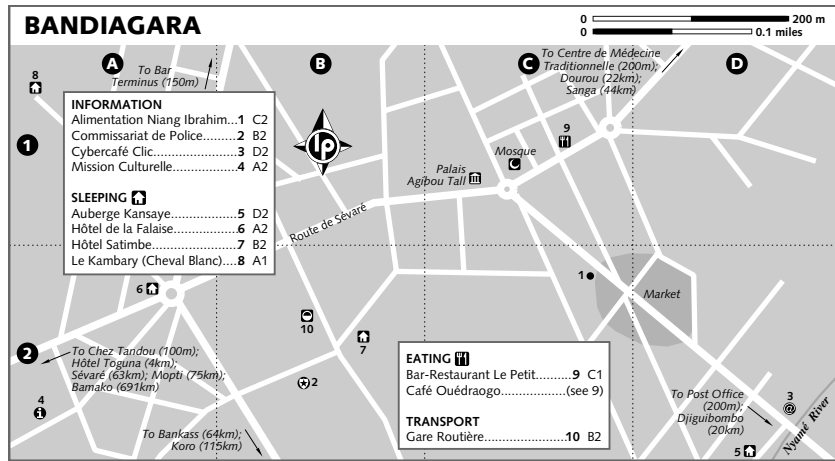 BANDIAGARA
0 200 m
0 0.1 miles
A
B
C
D
1
2
To Bar
Terminus (150m)
To Centre de Médecine
Traditionnelle (200m);
Dourou (22km);
Sanga (44km)
8
INFORMATION
Alimentation Niang Ibrahim...1 C2
Commissariat de Police..........2 B2
Cybercafé Clic.......................3 D2
Mission Culturelle..................4 A2
SLEEPING
Auberge Kansaye...................5 D2
Hôtel de la Falaise.................6 A2
Hôtel Satimbe.......................7 B2
Le Kambary (Cheval Blanc)....8 A1
lp
9
Mosque
Palais
Agibou Tall
Route de Sévaré
1
Market
6
10
7
2
To Chez Tandou (100m);
Hôtel Toguna (4km);
Sévaré (63km); Mopti (75km);
Bamako (691km)
4
To Bankass (64km);
Koro (115km)
EATING
Bar-Restaurant Le Petit..........9 C1
Café Ouédraogo..............(see 9)
TRANSPORT
Gare Routière......................10 B2
To Post Office
(200m);
Djiguibombo
(20km)
3
@
5
Nyamé River